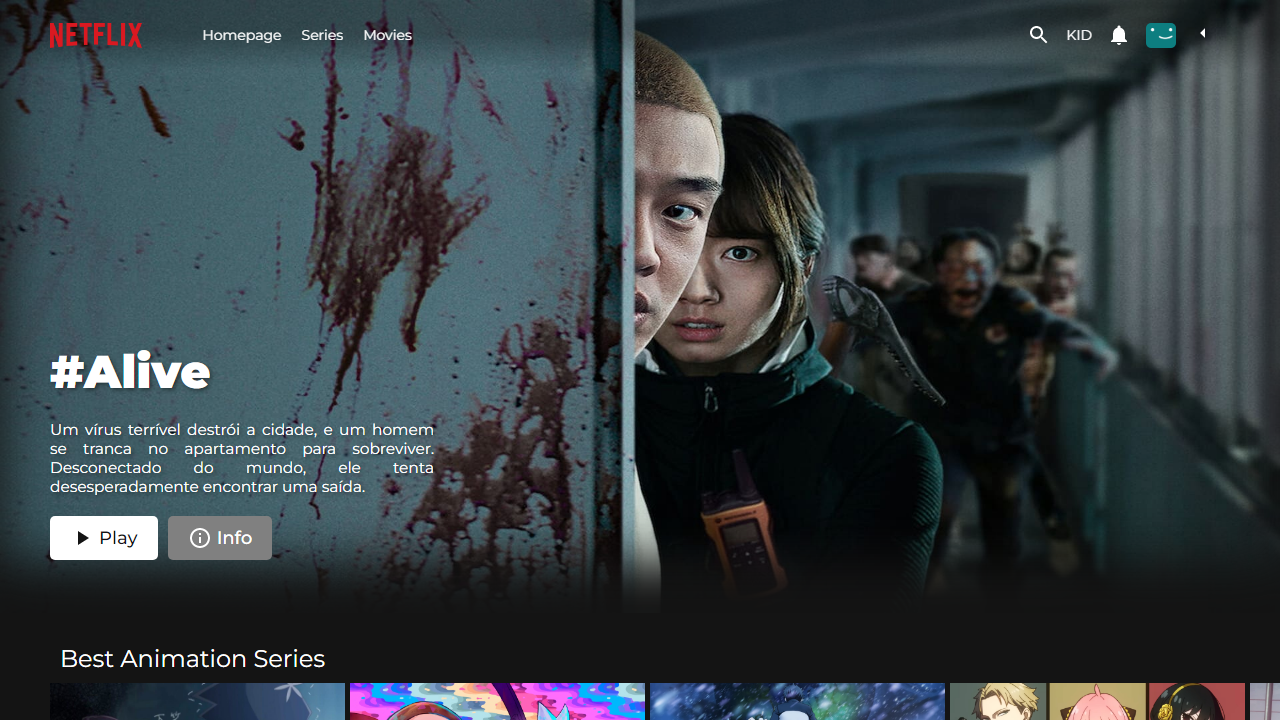 NETFLIX
Homepage Series Movies
KID
#Alive
Um vírus terrível destrói a cidade, e um homem
se tranca no apartamento para sobreviver.
Desconectado do mundo, ele tenta
desesperadamente encontrar uma saída.
Play
Info
Best Animation Series